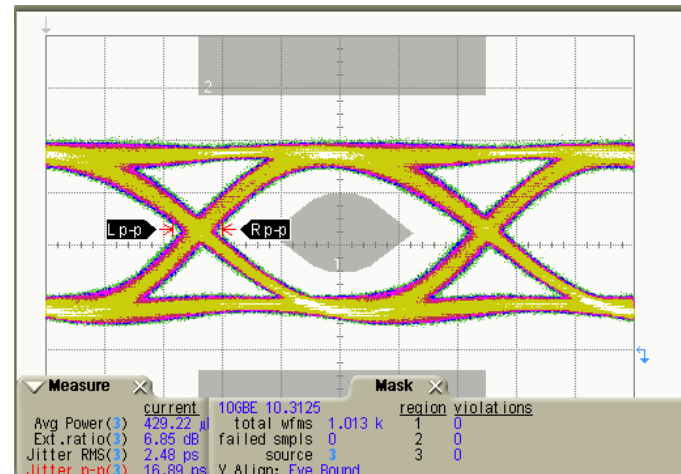 2
L p-p R p-p
1
Measure Mask
current 10GBE 10.3125 region violations
Avg Power(3) 429.22 total wfms 1.013 k 1 0
Ext.ratio(3) 6.85 dB failed smpls 0 2 0
Jitter RMS(3) 2.48 ps source 3 3 0
Jitter p-p(3) 16.89 ps Y Align: Eye Bound